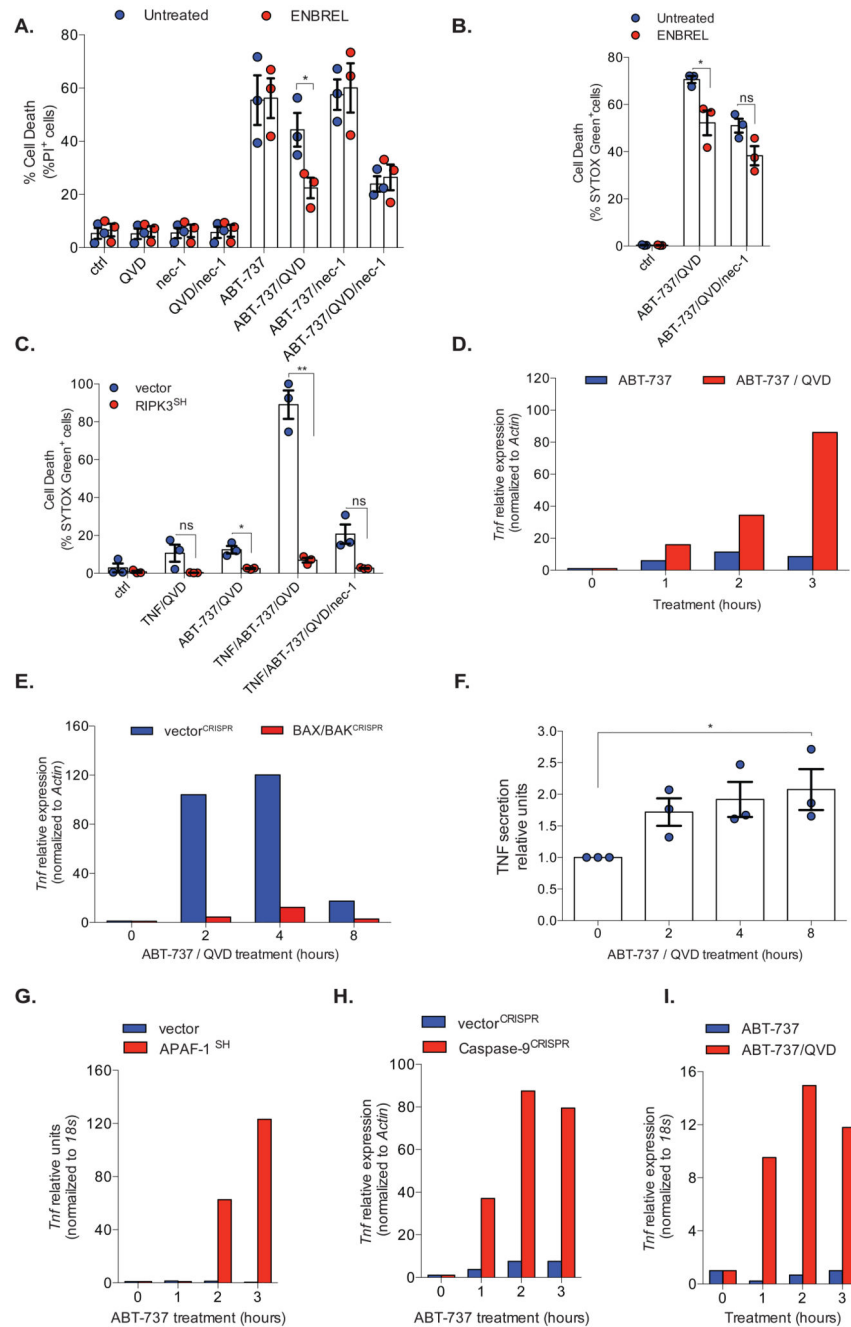 A.
Untreated
ENBREL
% Cell Death
(%PI+ cells)
80
60
40
20
0
*
ctrl
QVD
nec-1
QVD/nec-1
ABT-737
ABT-737/QVD
ABT-737/nec-1
ABT-737/QVD/nec-1
B.
Untreated
ENBREL
Cell Death
(% SYTOX Green+cells)
80
60
40
20
0
*
ns
ctrl
ABT-737/QVD
ABT-737/QVD/nec-1
C.
vector
RIPK3SH
Cell Death
(% SYTOX Green+ cells)
100
80
60
40
20
0
ns
*
**
ns
ctrl
TNF/QVD
ABT-737/QVD
TNF/ABT-737/QVD
TNF/ABT-737/QVD/nec-1
D.
ABT-737
ABT-737 / QVD
Tnf relative expression
(normalized to Actin)
120
100
80
60
40
20
0
0 1 2 3
Treatment (hours)
E.
vectorCRISPR
BAX/BAKCRISPR
Tnf relative expression
(normalized to Actin)
160
120
80
40
0
0 2 4 8
ABT-737 / QVD treatment (hours)
F.
TNF secretion
relative units
3.0
2.5
2.0
1.5
1.0
0.5
0.0
*
0 2 4 8
ABT-737 / QVD treatment (hours)
G.
vector
APAF-1 SH
Tnf relative units
(normailzed to 18s)
160
120
80
40
0
0 1 2 3
ABT-737 treatment (hours)
H.
vectorCRISPR
Caspase-9CRISPR
Tnf relative expression
(normalized to Actin)
100
80
60
40
20
0
0 1 2 3
ABT-737 treatment (hours)
I.
ABT-737
ABT-737/QVD
Tnf relative expression
(normalized to 18s)
16
12
8
4
0
0 1 2 3
Treatment (hours)